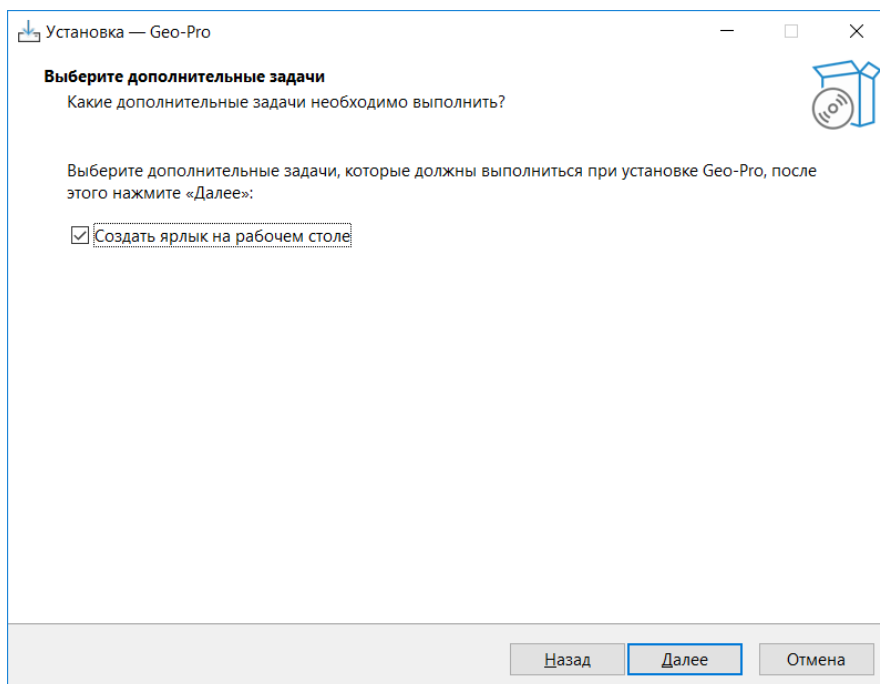 Установка — Geo-Pro
Выберите дополнительные задачи
Какие дополнительные задачи необходимо выполнить?
Выберите дополнительные задачи, которые должны выполниться при установке Geo-Pro, после
этого нажмите «Далее»:
Создать ярлык на рабочем столе
Назад Далее Отмена